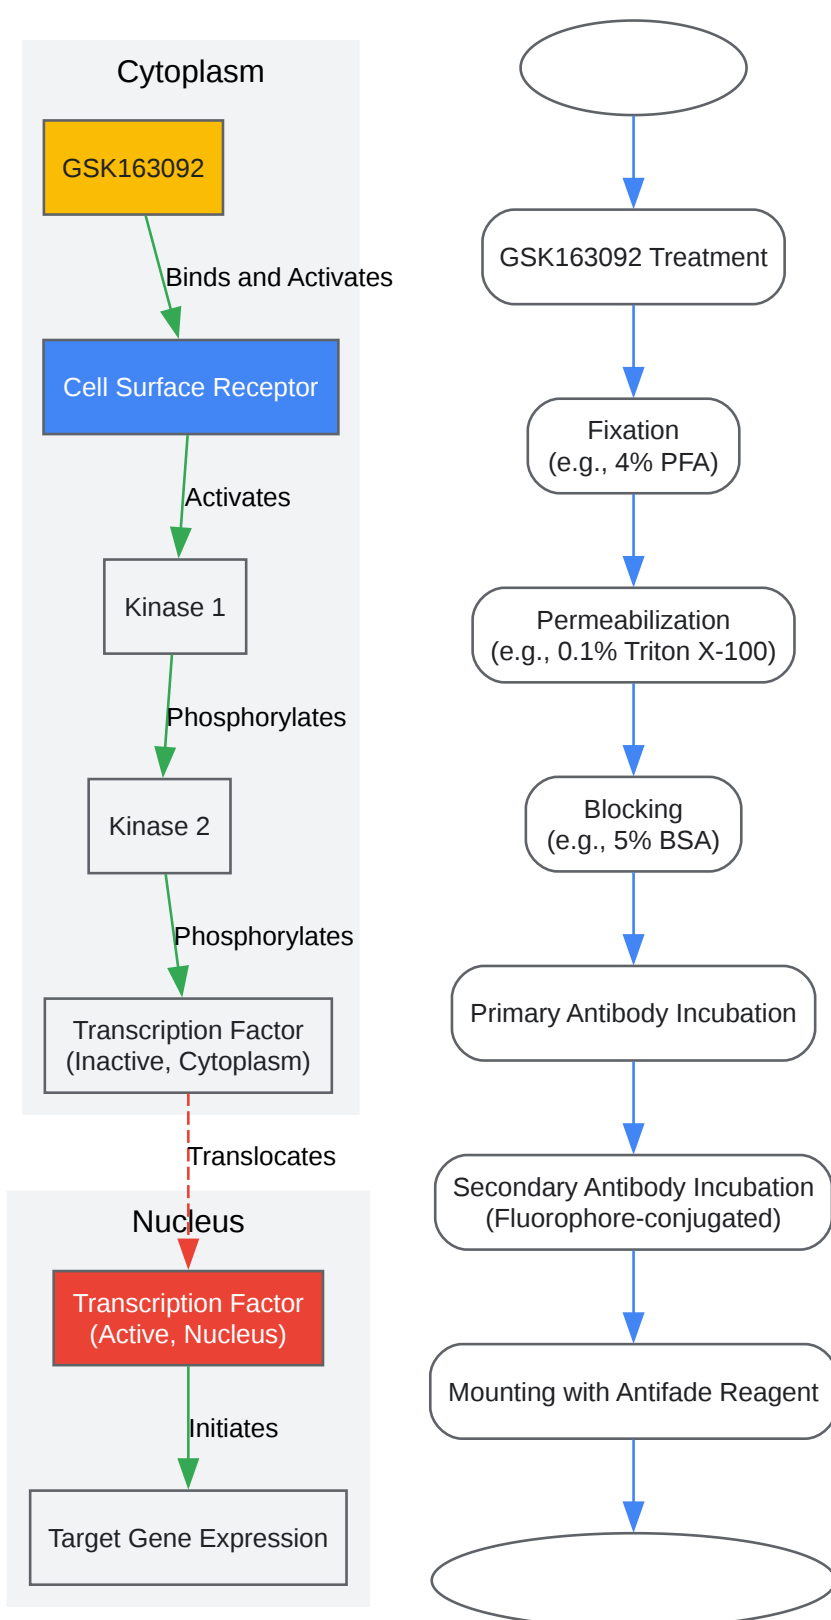 Cytoplasm
GSK163092
Binds and Activates
Cell Surface Receptor
Activates
Kinase 1
Phosphorylates
Kinase 2
Phosphorylates
Transcription Factor
(Inactive, Cytoplasm)
Translocates
Nucleus
Transcription Factor
(Active, Nucleus)
Initiates
Target Gene Expression
GSK163092 Treatment
Fixation
(e.g., 4% PFA)
Permeabilization
(e.g., 0.1% Triton X-100)
Blocking
(e.g., 5% BSA)
Primary Antibody Incubation
Secondary Antibody Incubation
(Fluorophore-conjugated)
Mounting with Antifade Reagent